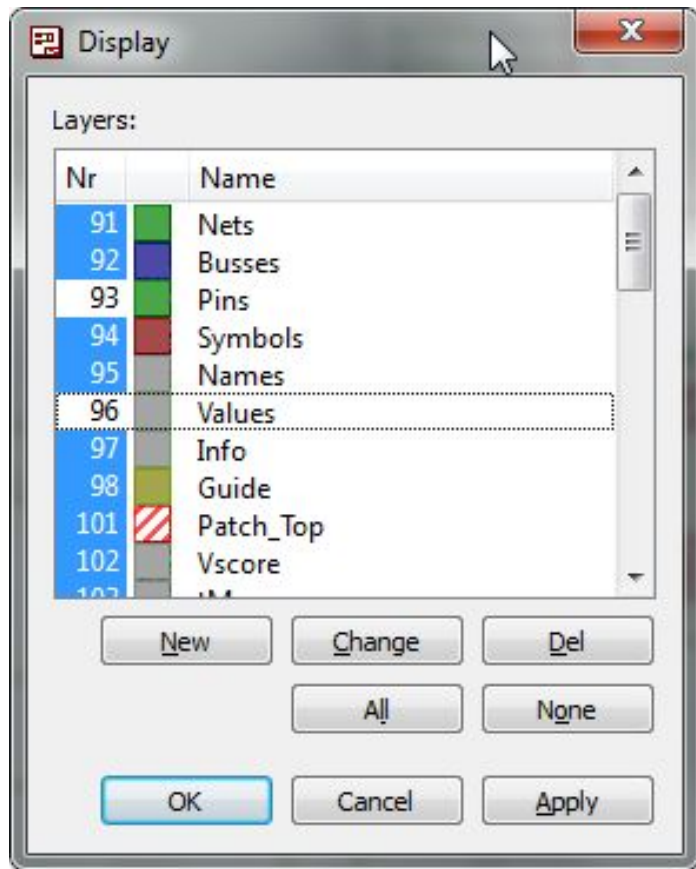 Display
Layers:
Nr Name
91 Nets
92 Busses
93 Pins
94 Symbols
95 Names
96 Values
97 Info
98 Guide
101 Patch_Top
102 Vscore
New Change Del
All None
OK Cancel Apply